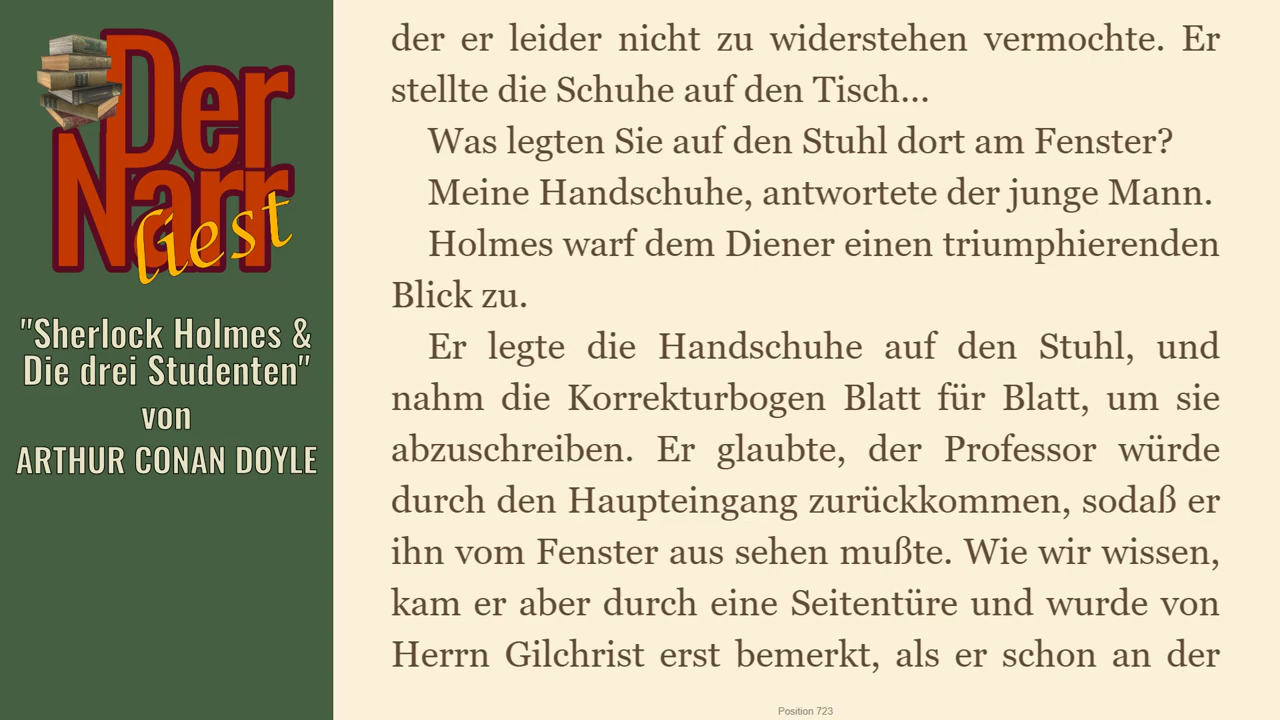 Der
Narr
liest
"Sherlock Holmes &
Die drei Studenten"
von
ARTHUR CONAN DOYLE
der er leider nicht zu widerstehen vermochte. Er
stellte die Schuhe auf den Tisch...
Was legten Sie auf den Stuhl dort am Fenster?
Meine Handschuhe, antwortete der junge Mann.
Holmes warf dem Diener einen triumphierenden
Blick zu.
Er legte die Handschuhe auf den Stuhl, und
nahm die Korrekturbogen Blatt für Blatt, um sie
abzuschreiben. Er glaubte, der Professor würde
durch den Haupteingang zurückkommen, sodaß er
ihn vom Fenster aus sehen mußte. Wie wir wissen,
kam er aber durch eine Seitentüre und wurde von
Herrn Gilchrist erst bemerkt, als er schon an der
Position 723